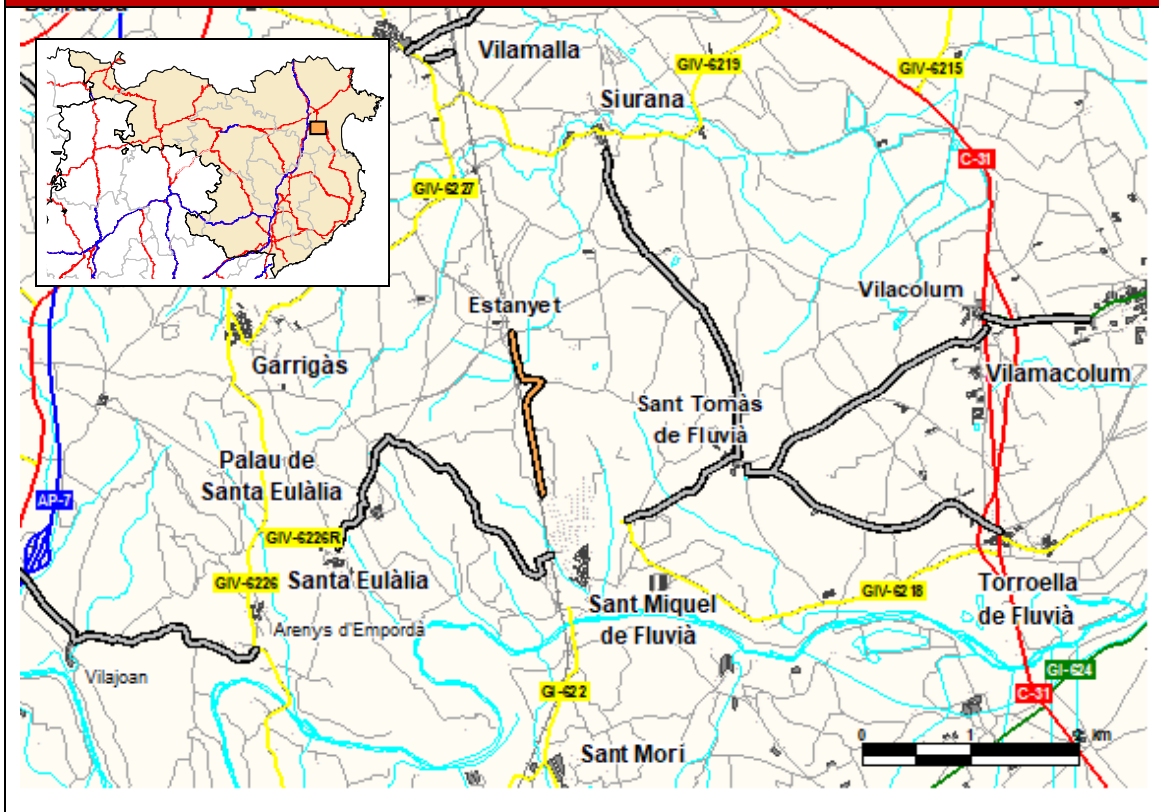 Vilamalla
GIV-6219
GIV-6215
Siurana
C-31
GIV-6227
Estanyet
Vilacolum
Garrigàs
Vilamacolum
Sant Tomàs
de Fluvià
Palau de
Santa Eulàlia
AP-7
GIV-6226R
GIV-6226
Santa Eulàlia
GIV-6218
Torroella
de Fluvià
Sant Miquel
de Fluvià
Arenys d'Empordà
Vilajoan
GI-624
GI-622
C-31
Sant Mori
0 1 2 km